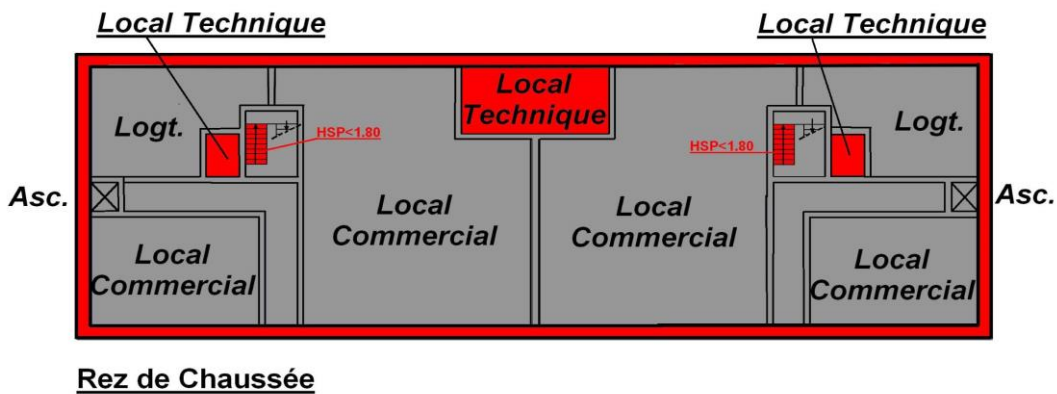 Local Technique
Local Technique
Local
Technique
Logt.
HSP<1.80
HSP<1.80
Logt.
Asc.
Local
Commercial
Local
Commercial
Asc.
Local
Commercial
Local
Commercial
Rez de Chaussée